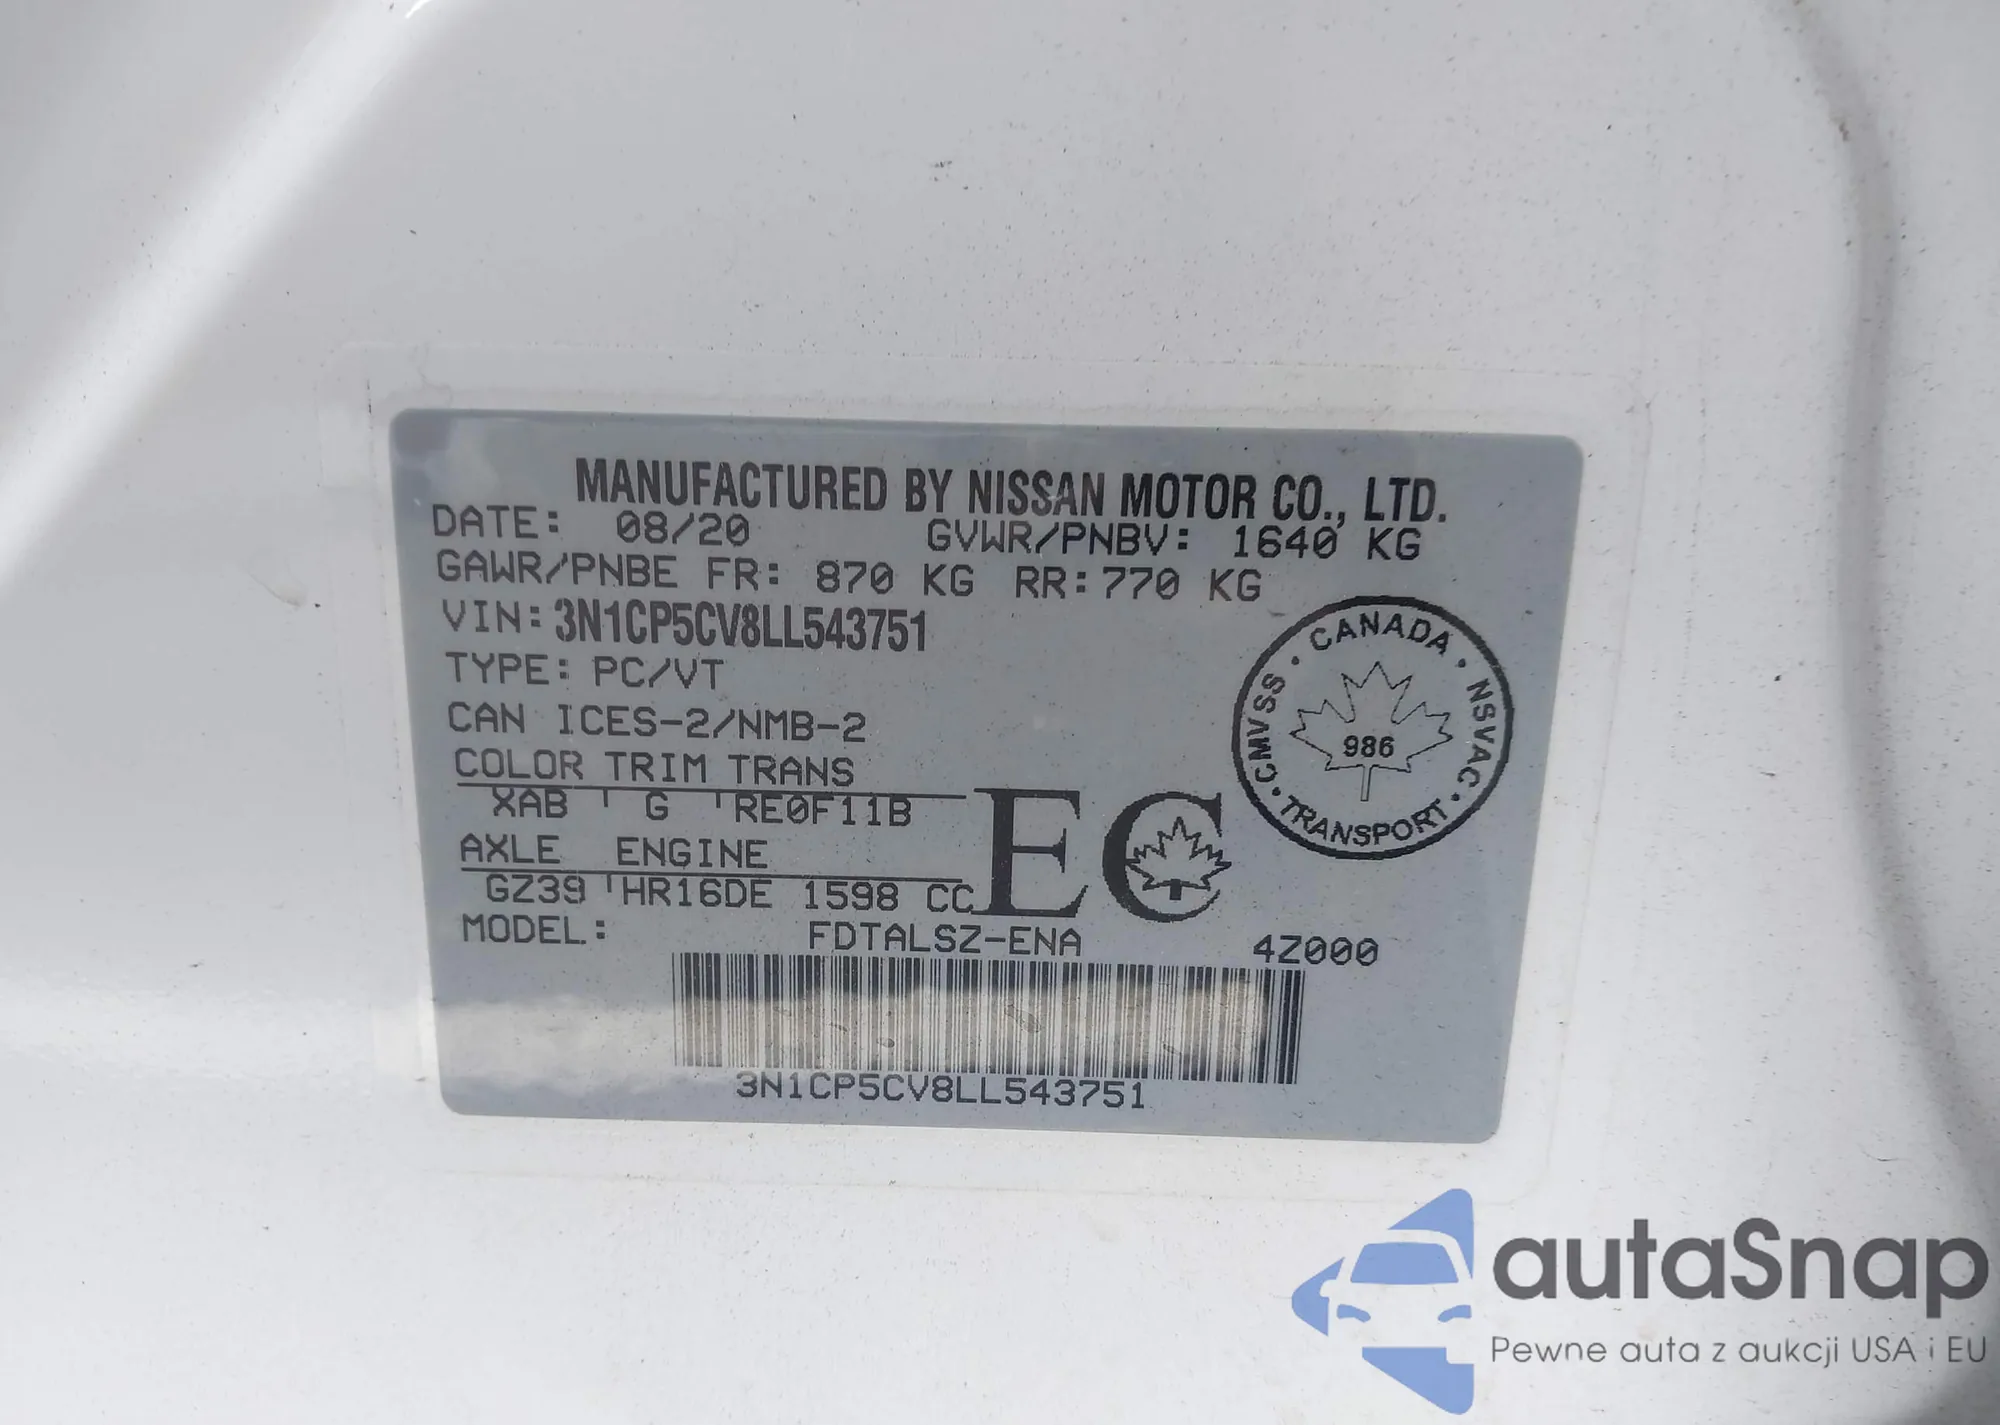 MANUFACTURED BY NISSAN MOTOR CO., LTD.
DATE: 08/20 GVWR/PNBV: 1640 KG
GAWR/PNBE FR: 870 KG RR: 770 KG
VIN: 3N1CP5CV8LL543751
TYPE: PC/VT
CAN ICES-2/NMB-2
COLOR TRIM TRANS
XAB G RE0F11B
AXLE ENGINE
GZ39 HR16DE 1598 CC
EC
CANADA · NSVAC · TRANSPORT · CMVSS ·
986
MODEL: FDTALSZ-ENA 4Z000
3N1CP5CV8LL543751
autaSnap
Pewne auta z aukcji USA i EU